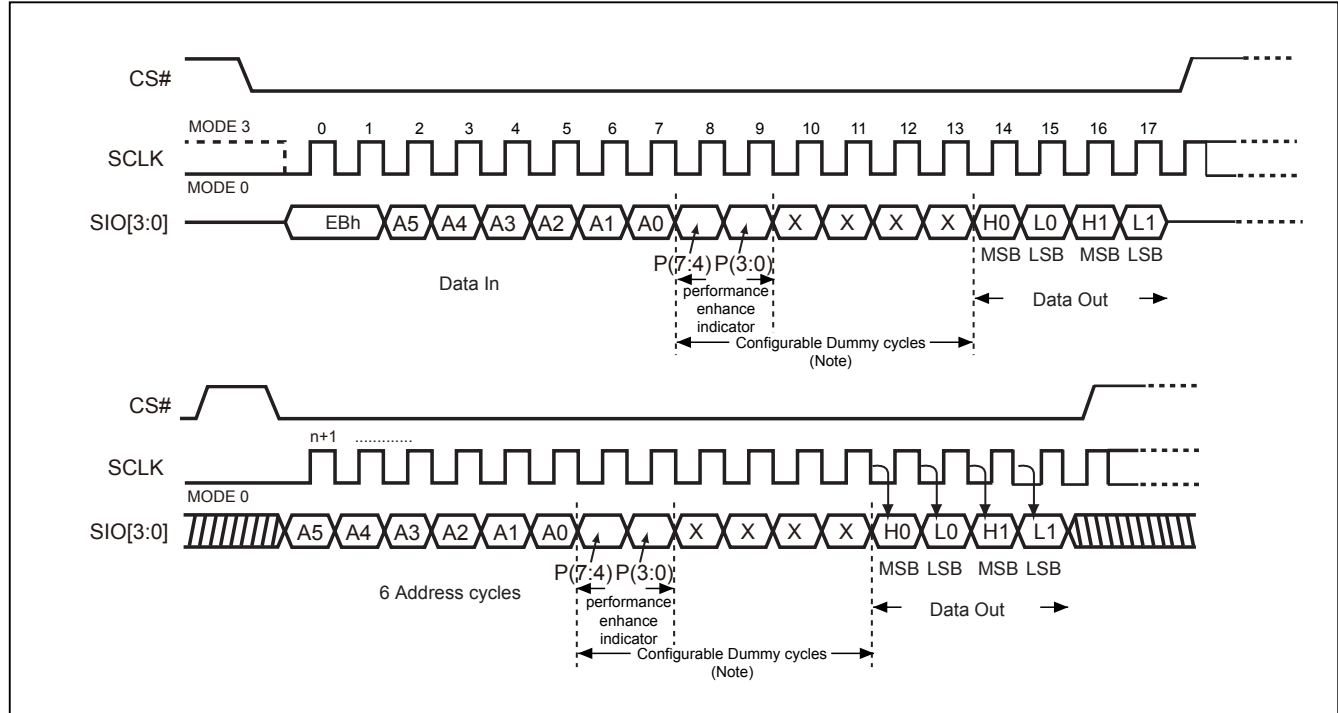 CS#
MODE 3
0 1 2 3 4 5 6 7 8 9 10 11 12 13 14 15 16 17
SCLK
MODE 0
SIO[3:0] EBh A5 A4 A3 A2 A1 A0 X X X X H0 L0 H1 L1
P(7:4) P(3:0) MSB LSB MSB LSB
Data In
performance
enhance
indicator
Data Out
Configurable Dummy cycles
(Note)
CS#
n+1 .............
SCLK
MODE 0
SIO[3:0] A5 A4 A3 A2 A1 A0 X X X X H0 L0 H1 L1
P(7:4) P(3:0) MSB LSB MSB LSB
6 Address cycles
performance
enhance
indicator
Data Out
Configurable Dummy cycles
(Note)